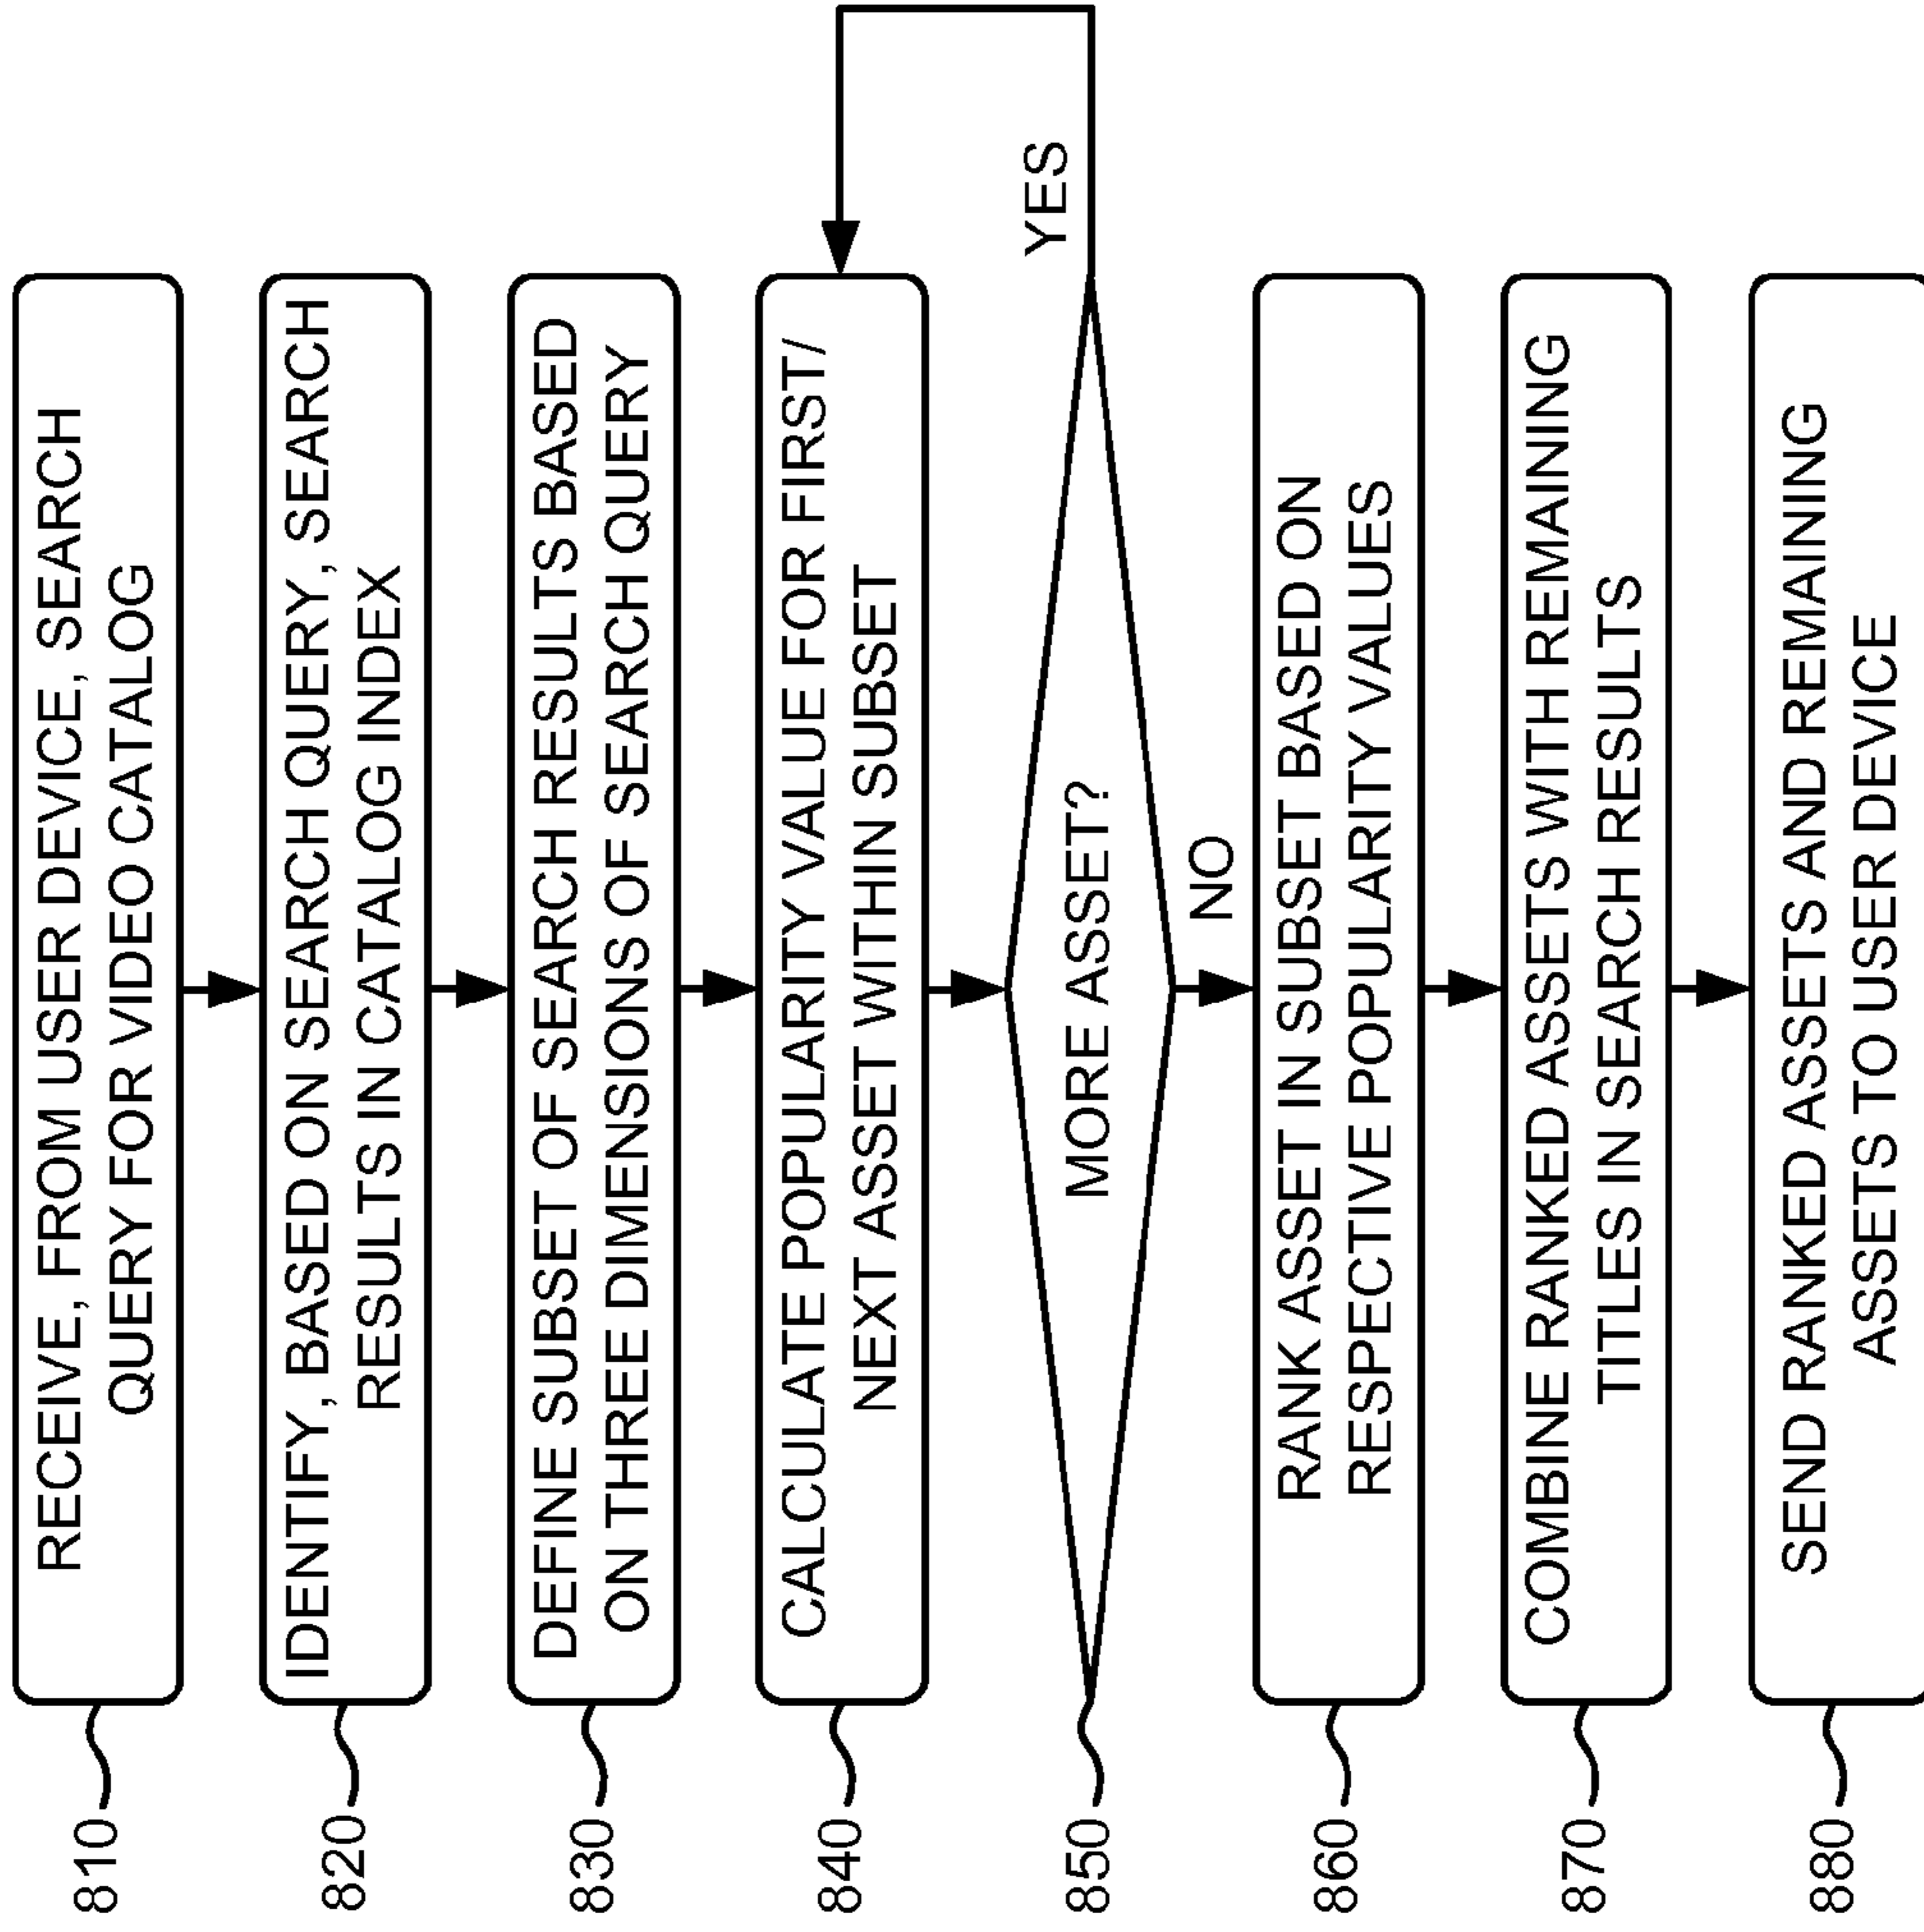 810
RECEIVE, FROM USER DEVICE, SEARCH
QUERY FOR VIDEO CATALOG
820
IDENTIFY, BASED ON SEARCH QUERY, SEARCH
RESULTS IN CATALOG INDEX
830
DEFINE SUBSET OF SEARCH RESULTS BASED
ON THREE DIMENSIONS OF SEARCH QUERY
840
CALCULATE POPULARITY VALUE FOR FIRST/
NEXT ASSET WITHIN SUBSET
850
MORE ASSET?
YES
NO
860
RANK ASSET IN SUBSET BASED ON
RESPECTIVE POPULARITY VALUES
870
COMBINE RANKED ASSETS WITH REMAINING
TITLES IN SEARCH RESULTS
880
SEND RANKED ASSETS AND REMAINING
ASSETS TO USER DEVICE